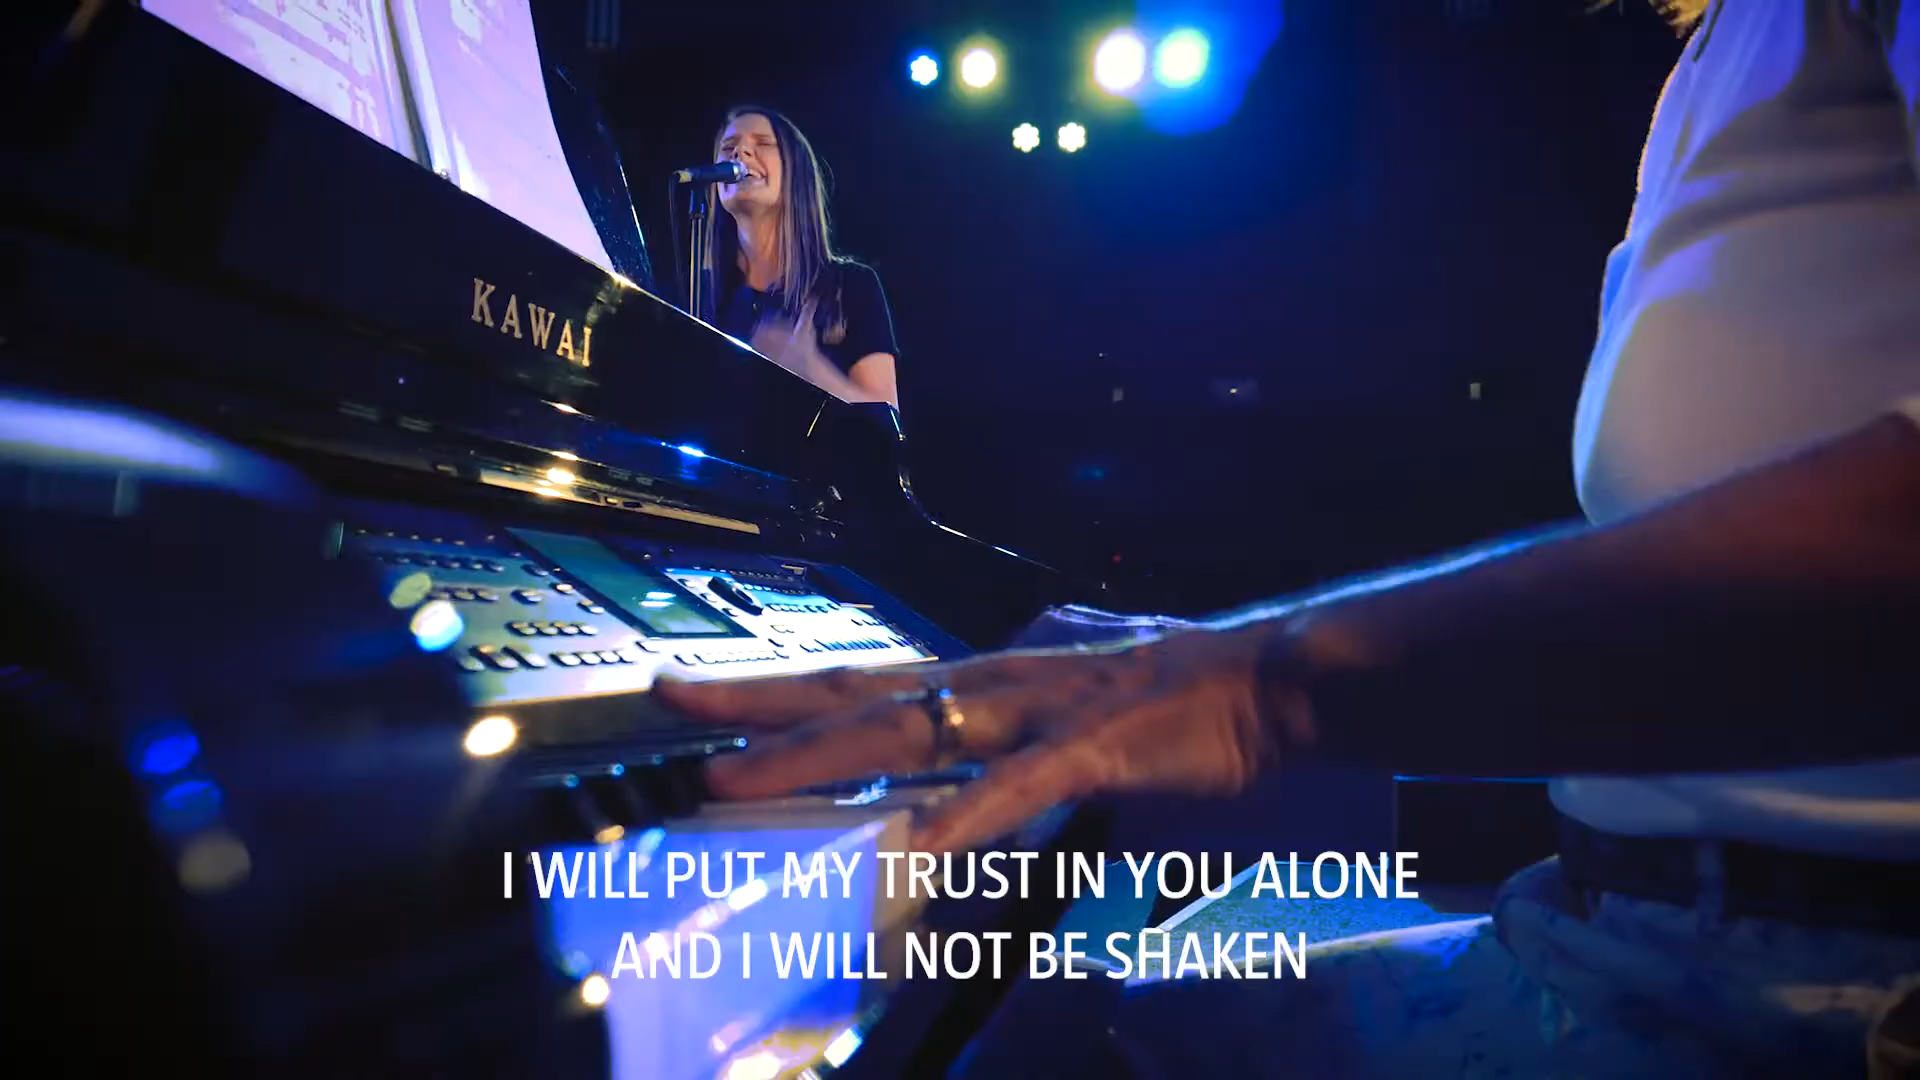 KAWAI
I WILL PUT MY TRUST IN YOU ALONE
AND I WILL NOT BE SHAKEN